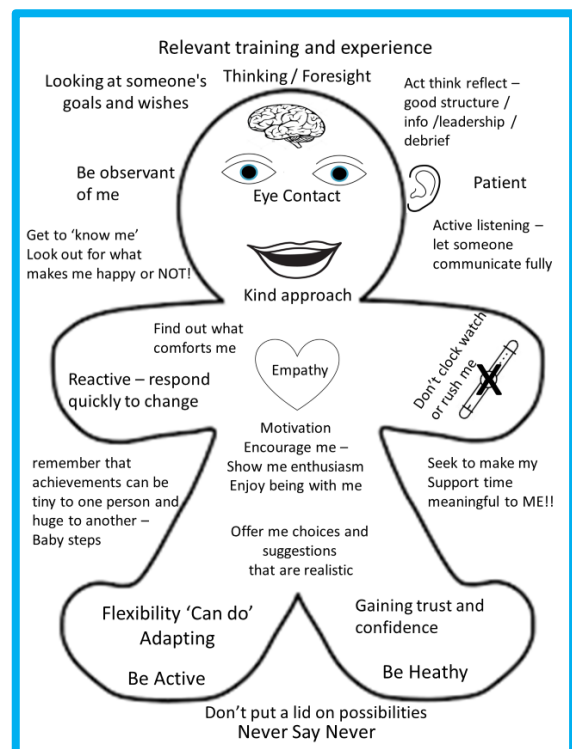 Relevant training and experience
Thinking / Foresight
Looking at someone's
goals and wishes
Act think reflect –
good structure /
info /leadership /
debrief
Be observant
of me
Eye Contact
Patient
Get to ‘know me’
Look out for what
makes me happy or NOT!
Active listening –
let someone
communicate fully
Kind approach
Find out what
comforts me
Reactive – respond
quickly to change
Empathy
Don’t clock watch
or rush me
X
Motivation
Encourage me –
Show me enthusiasm
Enjoy being with me
remember that
achievements can be
tiny to one person and
huge to another –
Baby steps
Seek to make my
Support time
meaningful to ME!!
Offer me choices and
suggestions
that are realistic
Flexibility ‘Can do’
Adapting
Gaining trust and
confidence
Be Active
Be Heathy
Don’t put a lid on possibilities
Never Say Never